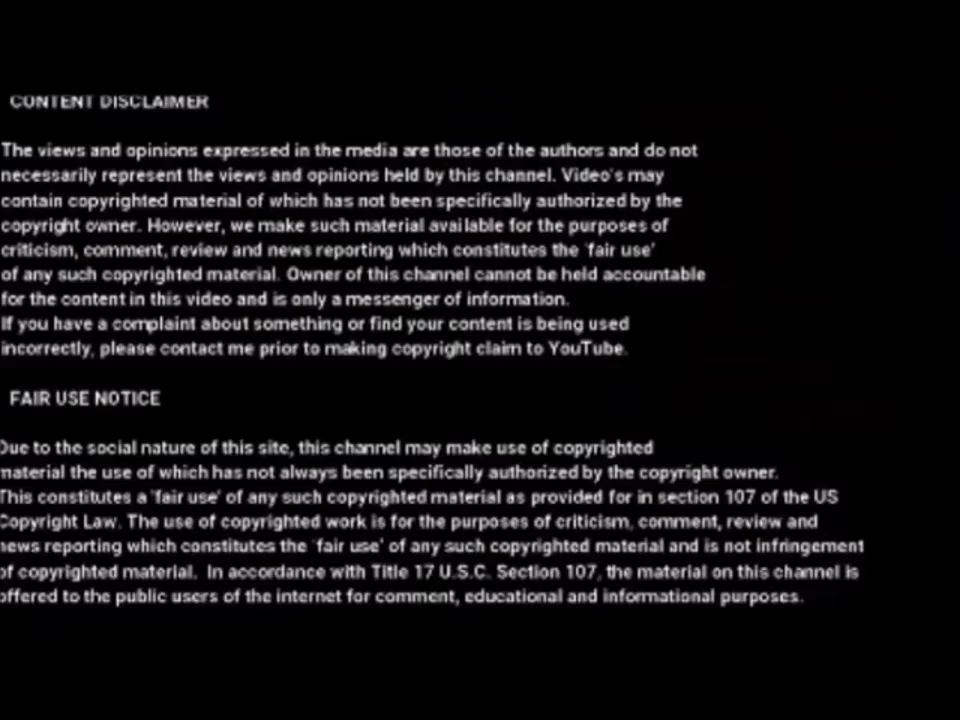 CONTENT DISCLAIMER
The views and opinions expressed in the media are those of the authors and do not
necessarily represent the views and opinions held by this channel. Video's may
contain copyrighted material of which has not been specifically authorized by the
copyright owner. However, we make such material available for the purposes of
criticism, comment, review and news reporting which constitutes the 'fair use'
of any such copyrighted material. Owner of this channel cannot be held accountable
for the content in this video and is only a messenger of information.
If you have a complaint about something or find your content is being used
incorrectly, please contact me prior to making copyright claim to YouTube.
FAIR USE NOTICE
Due to the social nature of this site, this channel may make use of copyrighted
material the use of which has not always been specifically authorized by the copyright owner.
This constitutes a 'fair use' of any such copyrighted material as provided for in section 107 of the US
Copyright Law. The use of copyrighted work is for the purposes of criticism, comment, review and
news reporting which constitutes the 'fair use' of any such copyrighted material and is not infringement
of copyrighted material. In accordance with Title 17 U.S.C. Section 107, the material on this channel is
offered to the public users of the internet for comment, educational and informational purposes.